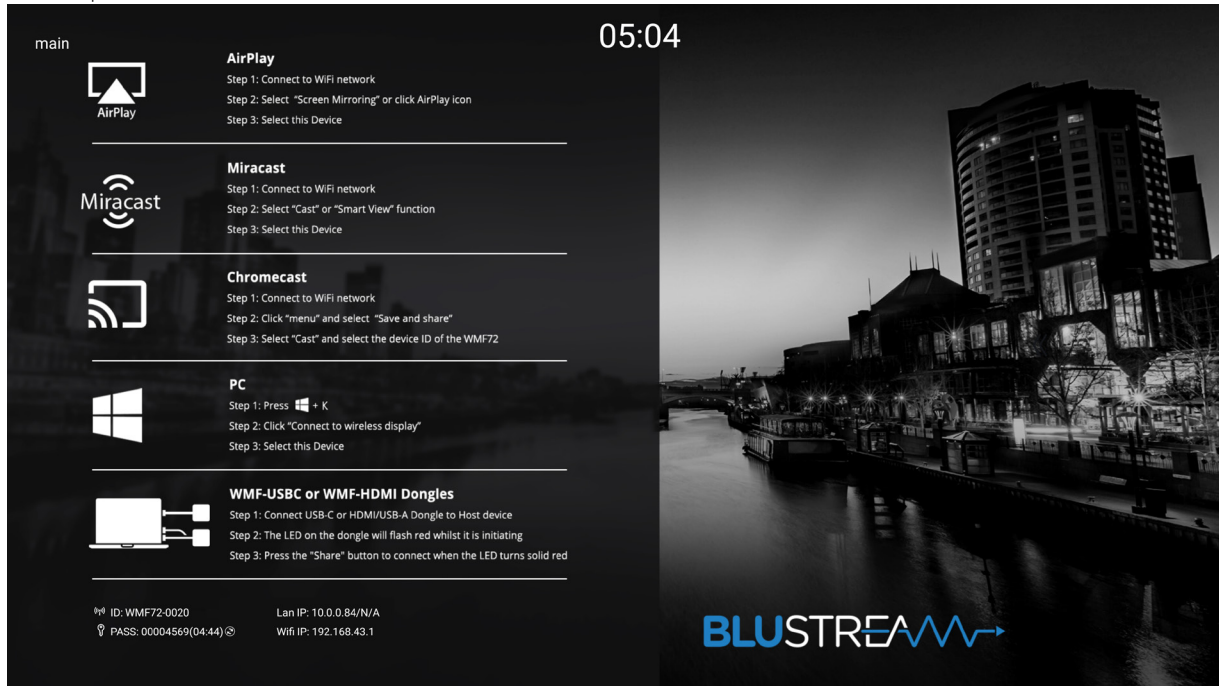 main
05:04
AirPlay
AirPlay
Step 1: Connect to WiFi network
Step 2: Select "Screen Mirroring" or click AirPlay icon
Step 3: Select this Device
Miracast
Miracast
Step 1: Connect to WiFi network
Step 2: Select "Cast" or "Smart View" function
Step 3: Select this Device
Chromecast
Step 1: Connect to WiFi network
Step 2: Click "menu" and select "Save and share"
Step 3: Select "Cast" and select the device ID of the WMF72
PC
Step 1: Press + K
Step 2: Click "Connect to wireless display"
Step 3: Select this Device
WMF-USBC or WMF-HDMI Dongles
Step 1: Connect USB-C or HDMI/USB-A Dongle to Host device
Step 2: The LED on the dongle will flash red whilst it is initiating
Step 3: Press the "Share" button to connect when the LED turns solid red
ID: WMF72-0020
Lan IP: 10.0.0.84/N/A
PASS: 00004569(04:44)
Wifi IP: 192.168.43.1
BLUSTREAM